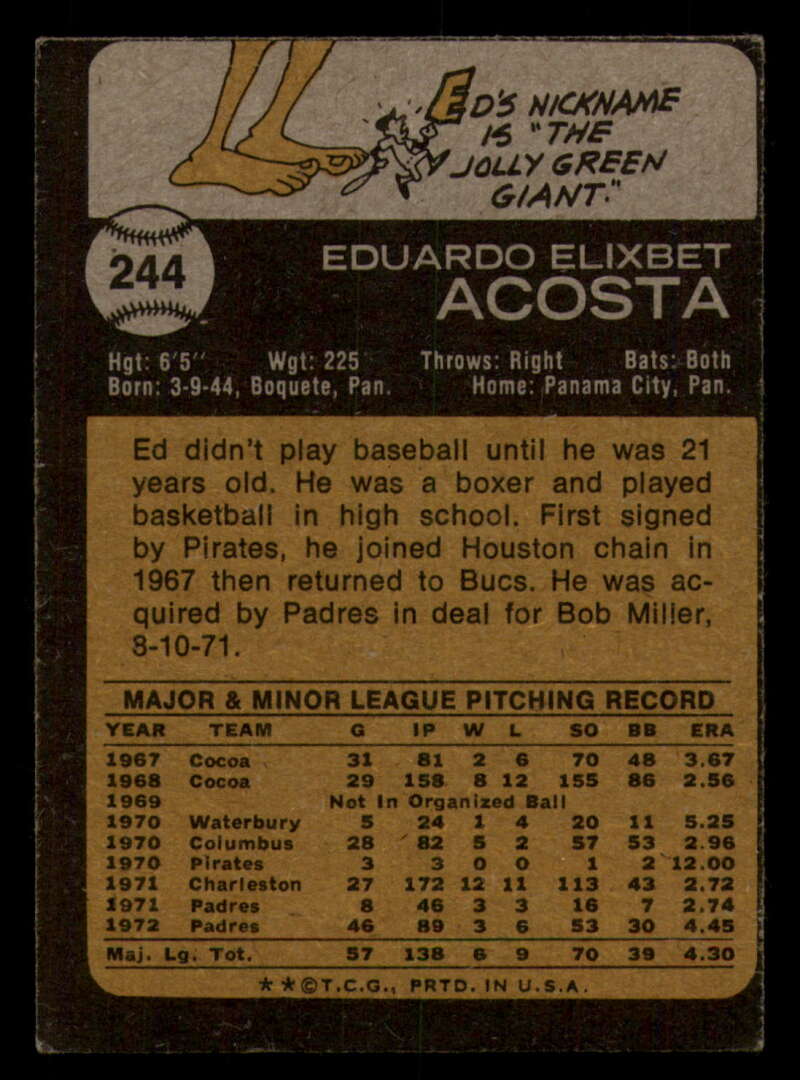 ED'S NICKNAME
IS "THE
JOLLY GREEN
GIANT."
244
EDUARDO ELIXBET
ACOSTA
Hgt: 6'5" Wgt: 225 Throws: Right Bats: Both
Born: 3-9-44, Boquete, Pan. Home: Panama City, Pan.
Ed didn't play baseball until he was 21
years old. He was a boxer and played
basketball in high school. First signed
by Pirates, he joined Houston chain in
1967 then returned to Bucs. He was ac-
quired by Padres in deal for Bob Miller,
8-10-71.
MAJOR & MINOR LEAGUE PITCHING RECORD
YEAR TEAM G IP W L SO BB ERA
1967 Cocoa 31 81 2 6 70 48 3.67
1968 Cocoa 29 158 8 12 155 86 2.56
1969 Not In Organized Ball
1970 Waterbury 5 24 1 4 20 11 5.25
1970 Columbus 28 82 5 2 57 53 2.96
1970 Pirates 3 3 0 0 1 2 12.00
1971 Charleston 27 172 12 11 113 43 2.72
1971 Padres 8 46 3 3 16 7 2.74
1972 Padres 46 89 3 6 53 30 4.45
Maj. Lg. Tot. 57 138 6 9 70 39 4.30
**©T.C.G., PRTD. IN U.S.A.